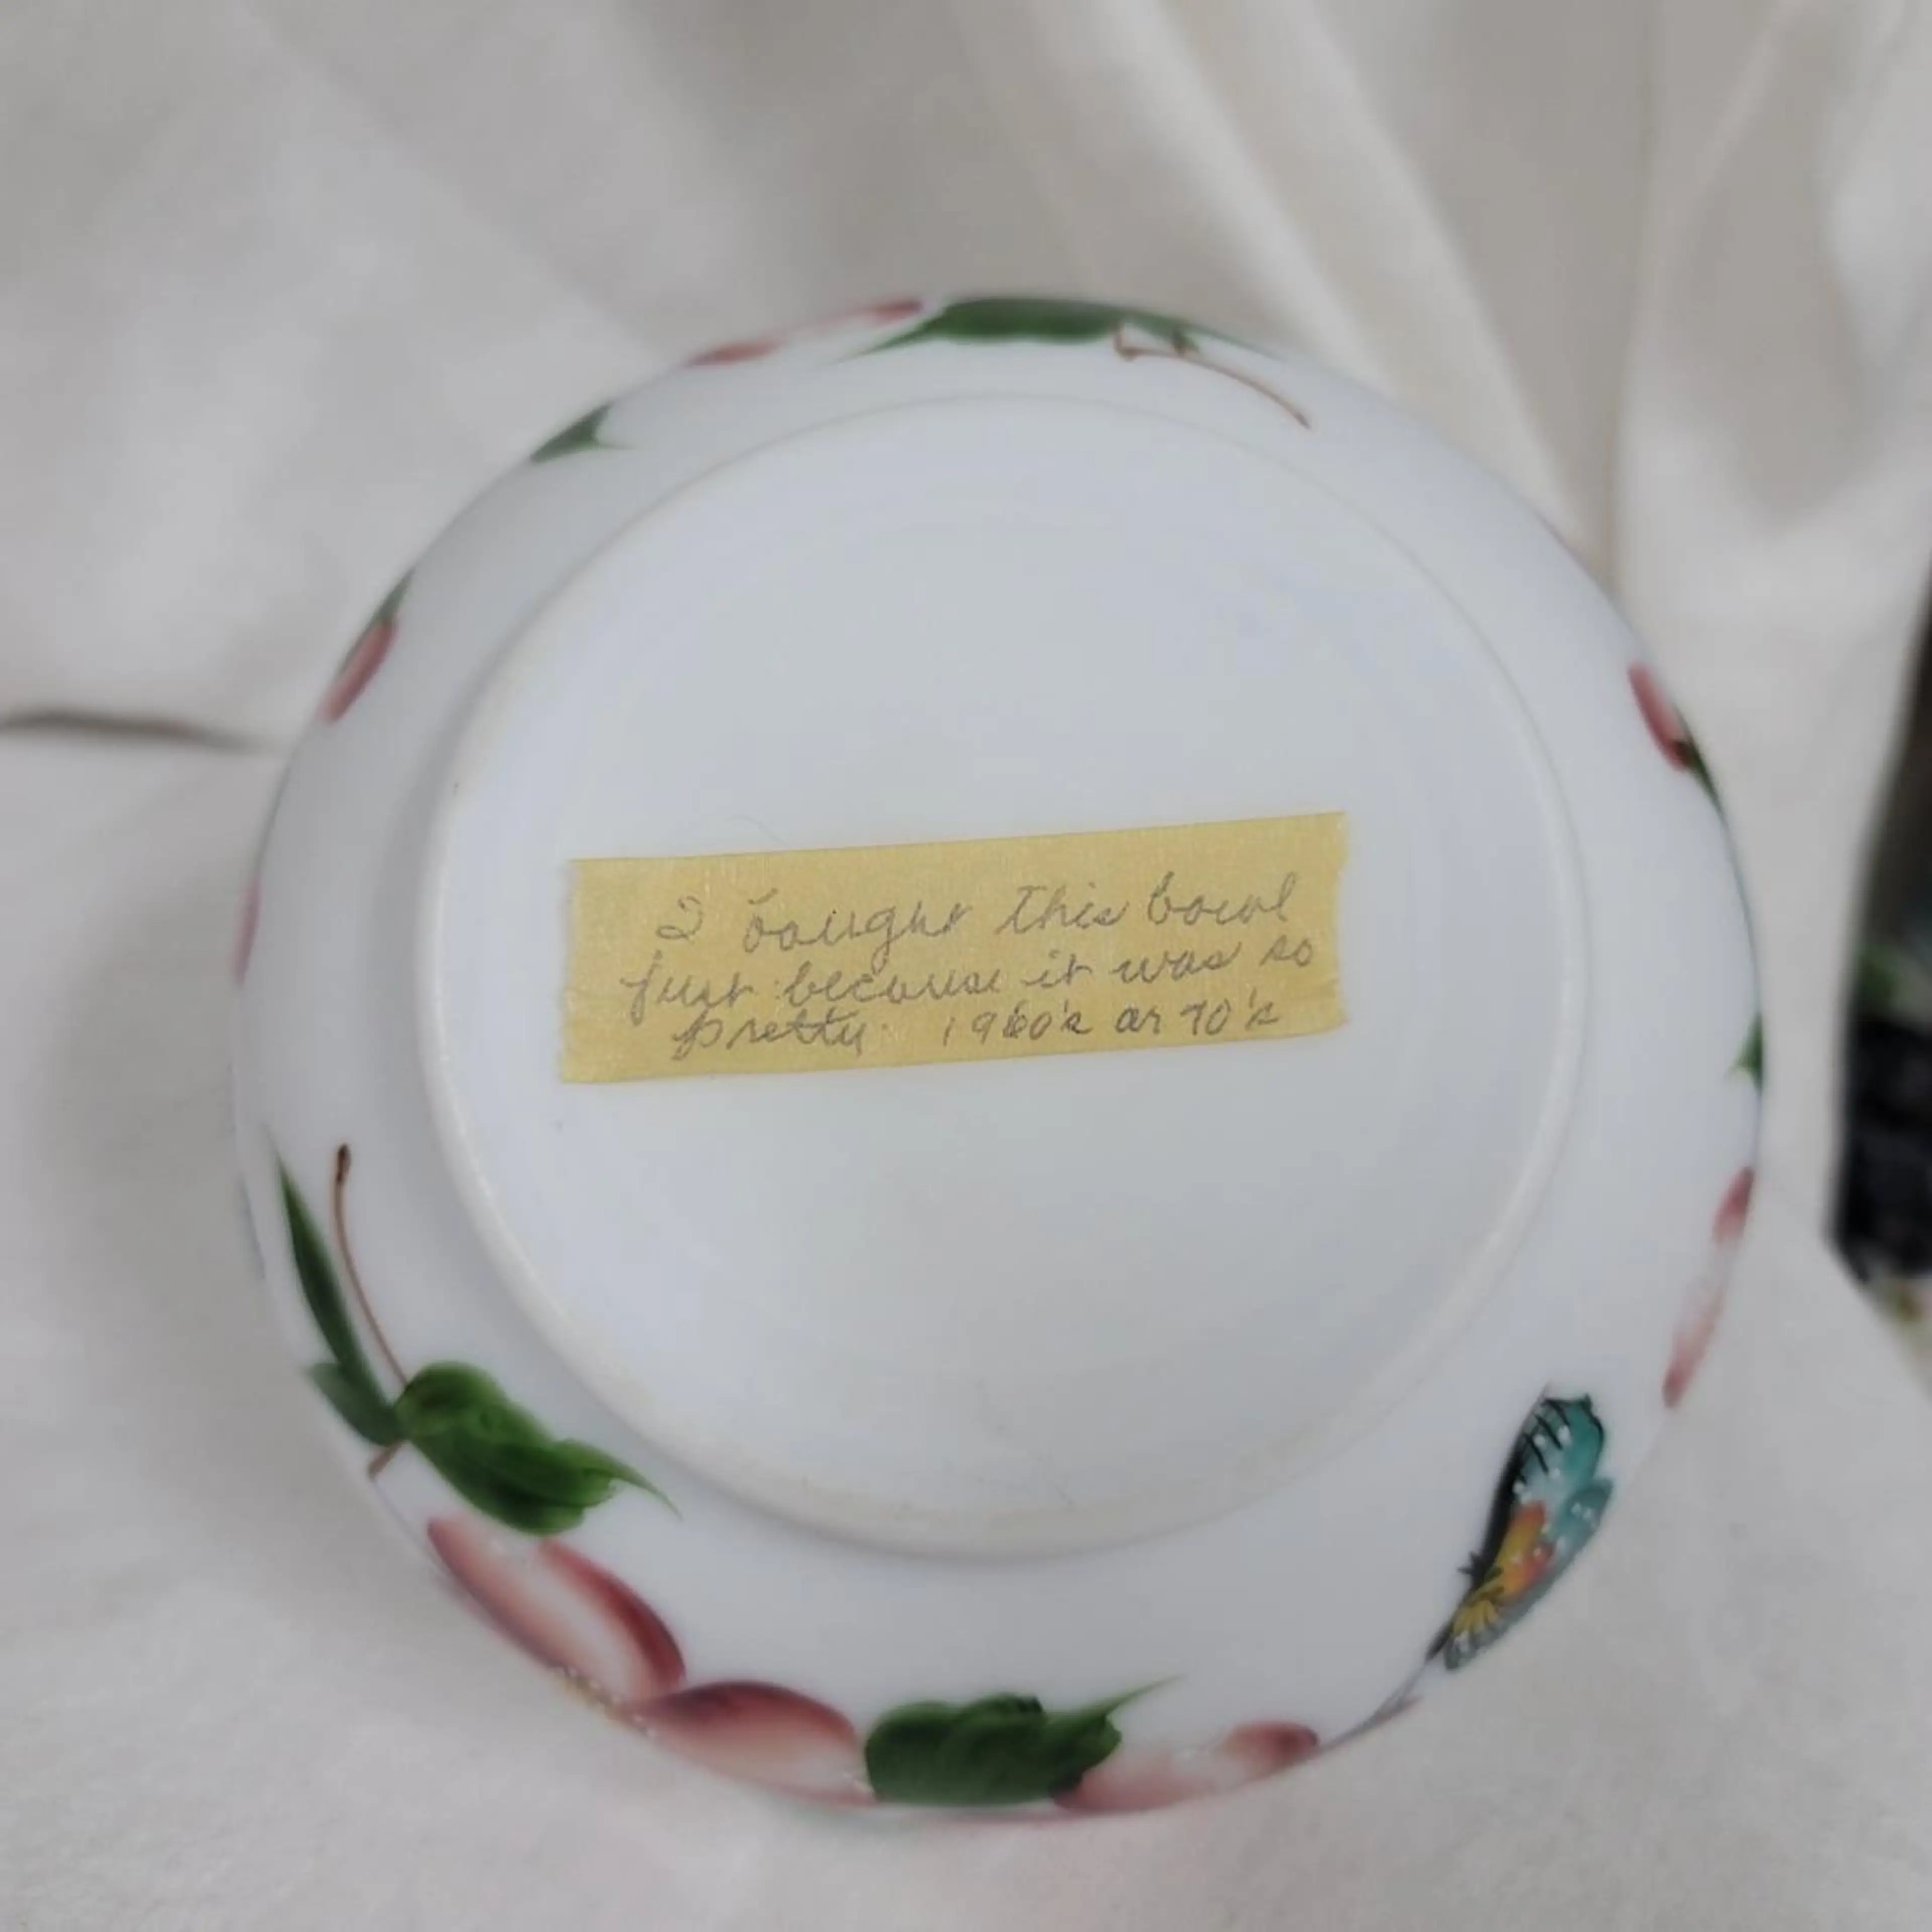 I bought this bowl
just because it was so
pretty. 1960's or 70's